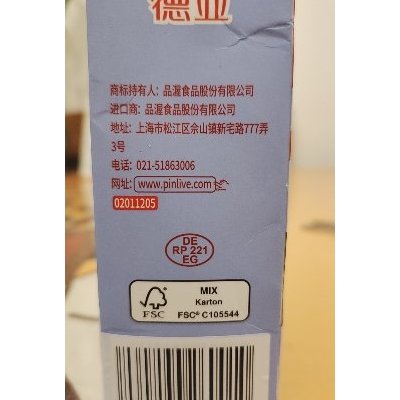 德亚
商标持有人: 品渥食品股份有限公司
进口商: 品渥食品股份有限公司
地址: 上海市松江区佘山镇新宅路777弄
3号
电话: 021-51863006
网址: www.pinlive.com
02011205
DE
RP 221
EG
MIX
Karton
FSC® C105544
FSC